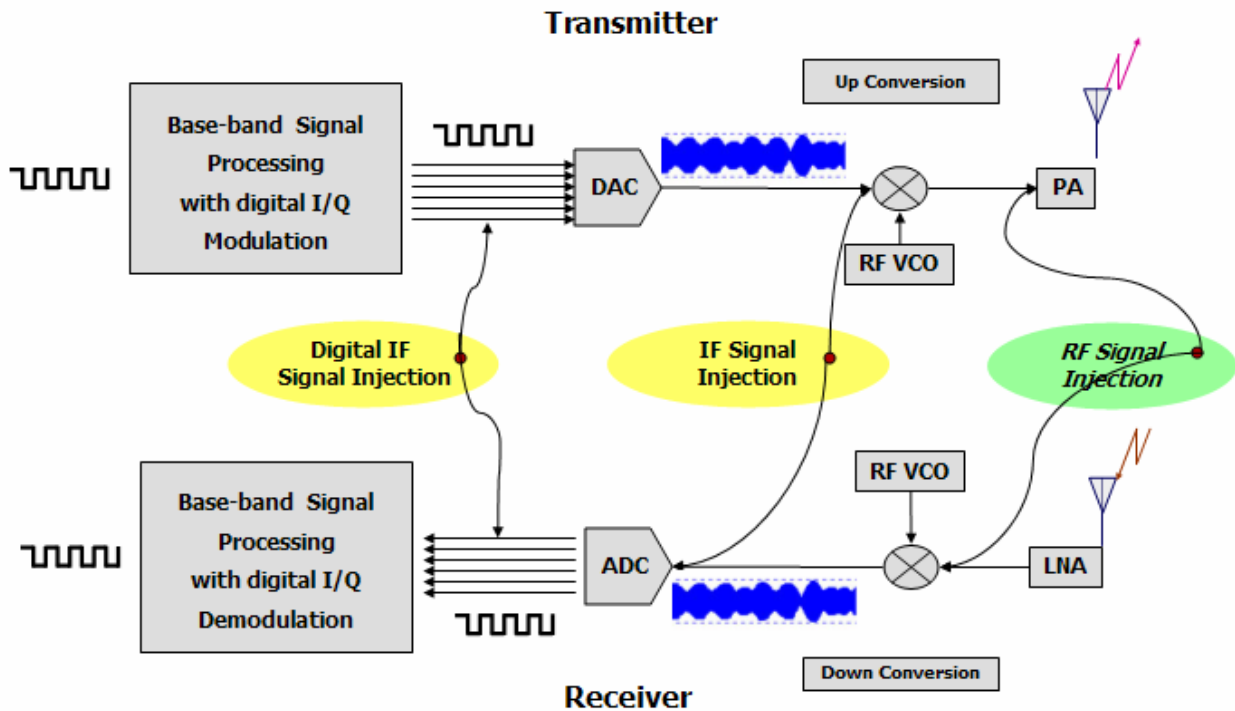 Transmitter
Up Conversion
Base-band Signal
Processing
with digital I/Q
Modulation
DAC
PA
RF VCO
Digital IF
Signal Injection
IF Signal
Injection
RF Signal
Injection
RF VCO
Base-band Signal
Processing
with digital I/Q
Demodulation
ADC
LNA
Down Conversion
Receiver